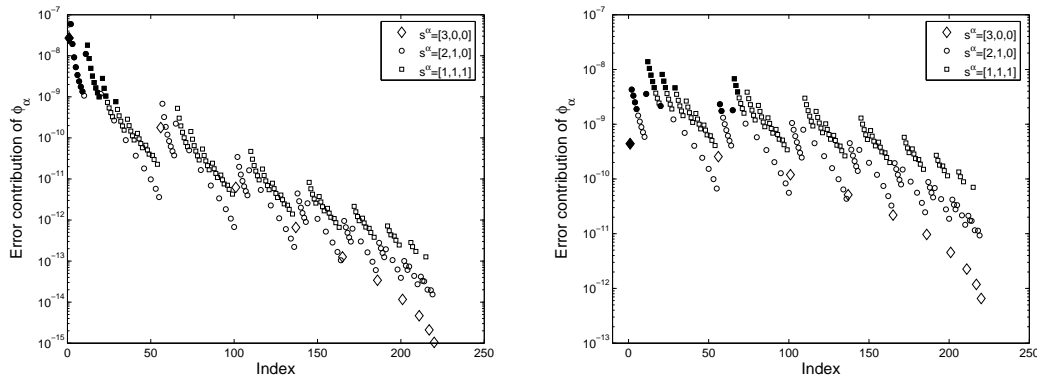 10^-7
10^-8
10^-9
10^-10
10^-11
10^-12
10^-13
10^-14
10^-15
0 50 100 150 200 250
Index
Error contribution of ϕ_α
s^α=[3,0,0]
s^α=[2,1,0]
s^α=[1,1,1]
10^-7
10^-8
10^-9
10^-10
10^-11
10^-12
10^-13
0 50 100 150 200 250
Index
Error contribution of ϕ_α
s^α=[3,0,0]
s^α=[2,1,0]
s^α=[1,1,1]